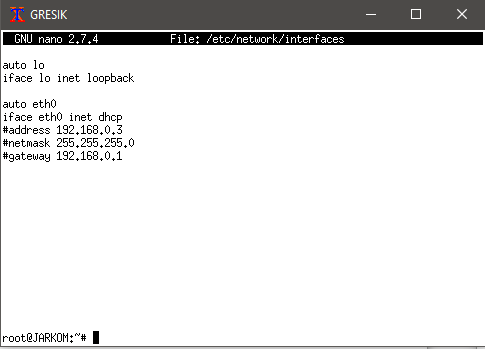 GRESIK
GNU nano 2.7.4 File: /etc/network/interfaces
auto lo
iface lo inet loopback
auto eth0
iface eth0 inet dhcp
#address 192.168.0.3
#netmask 255.255.255.0
#gateway 192.168.0.1
root@JARKOM:~#